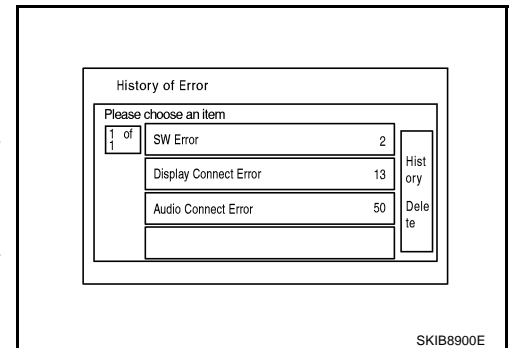 History of Error
Please choose an item
1 of
1
SW Error 2
Display Connect Error 13
Audio Connect Error 50
Hist
ory
Dele
te
SKIB8900E